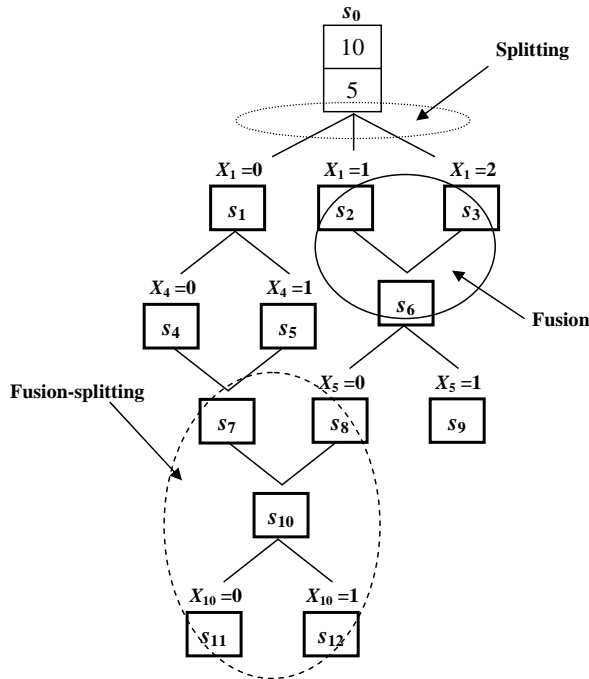 s0
10
Splitting
5
X1 =0 X1 =1 X1 =2
s1 s2 s3
X4 =0 X4 =1
s6
s4 s5
Fusion
X5 =0 X5 =1
Fusion-splitting
s7 s8 s9
s10
X10 =0 X10 =1
s11 s12